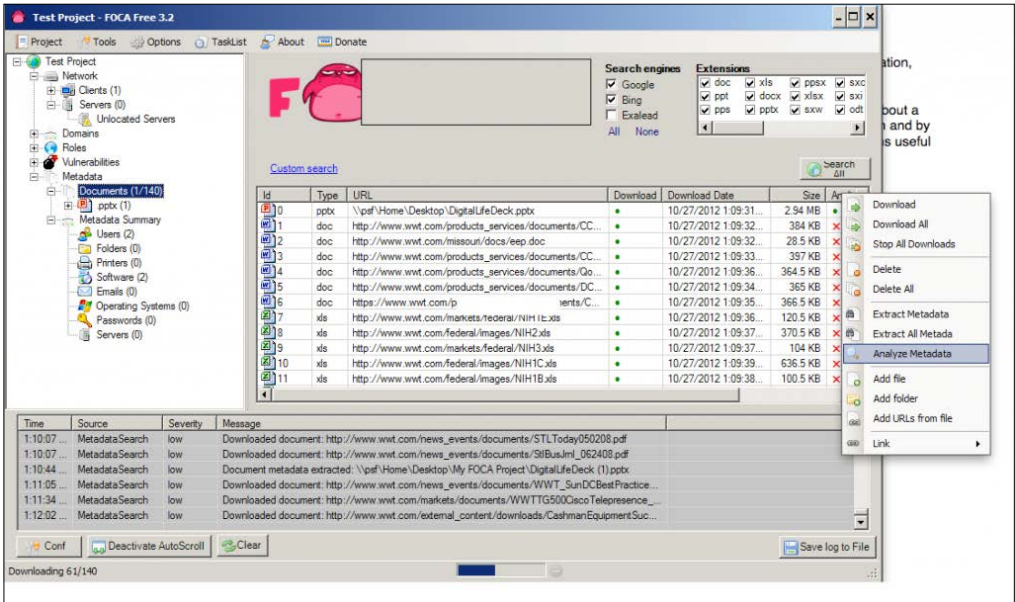 Test Project - FOCA Free 3.2
Project Tools Options TaskList About Donate
Test Project
Network
Clients (1)
Servers (0)
Unlocated Servers
Domains
Roles
Vulnerabilities
Metadata
Documents (1/140)
pptx (1)
Metadata Summary
Users (2)
Folders (0)
Printers (0)
Software (2)
Emails (0)
Operating Systems (0)
Passwords (0)
Servers (0)
FO
Search engines
Google
Bing
Exalead
All None
Extensions
doc xls ppsx sxc
ppt docx xlsx sxi
pps pptx sxw odt
Custom search
Search All
Id Type URL Download Download Date Size
0 pptx \\psf\Home\Desktop\DigitalLifeDeck.pptx 10/27/2012 1:09:31... 2.94 MB
1 doc http://www.wwt.com/products_services/documents/CC... 10/27/2012 1:09:32... 384 KB
2 doc http://www.wwt.com/missouri/docs/eep.doc 10/27/2012 1:09:32... 28.5 KB
3 doc http://www.wwt.com/products_services/documents/CC... 10/27/2012 1:09:33... 397 KB
4 doc http://www.wwt.com/products_services/documents/Qo... 10/27/2012 1:09:36... 364.5 KB
5 doc http://www.wwt.com/products_services/documents/DC... 10/27/2012 1:09:34... 365 KB
6 doc https://www.wwt.com/p ents/C... 10/27/2012 1:09:35... 366.5 KB
7 xls http://www.wwt.com/markets/federal/NIH1E.xls 10/27/2012 1:09:36... 120.5 KB
8 xls http://www.wwt.com/federal/images/NIH2.xls 10/27/2012 1:09:37... 370.5 KB
9 xls http://www.wwt.com/markets/federal/NIH3.xls 10/27/2012 1:09:37... 104 KB
10 xls http://www.wwt.com/federal/images/NIH1C.xls 10/27/2012 1:09:39... 636.5 KB
11 xls http://www.wwt.com/federal/images/NIH1B.xls 10/27/2012 1:09:38... 100.5 KB
Download
Download All
Stop All Downloads
Delete
Delete All
Extract Metadata
Extract All Metada
Analyze Metadata
Add file
Add folder
Add URLs from file
Link
ation,
bout a
and by
is useful
Time Source Severity Message
1:10:07 ... MetadataSearch low Downloaded document: http://www.wwt.com/news_events/documents/STLToday050208.pdf
1:10:07 ... MetadataSearch low Downloaded document: http://www.wwt.com/news_events/documents/StlBusJrnl_062408.pdf
1:10:44 ... MetadataSearch low Document metadata extracted: \\psf\Home\Desktop\My FOCA Project\DigitalLifeDeck (1).pptx
1:11:05 ... MetadataSearch low Downloaded document: http://www.wwt.com/news_events/documents/WWT_SunDCBestPractice...
1:11:34 ... MetadataSearch low Downloaded document: http://www.wwt.com/markets/documents/WWTTG500CiscoTelepresence_...
1:12:02 ... MetadataSearch low Downloaded document: http://www.wwt.com/external_content/downloads/CashmanEquipmentSuc...
Conf Deactivate AutoScroll Clear Save log to File
Downloading 61/140